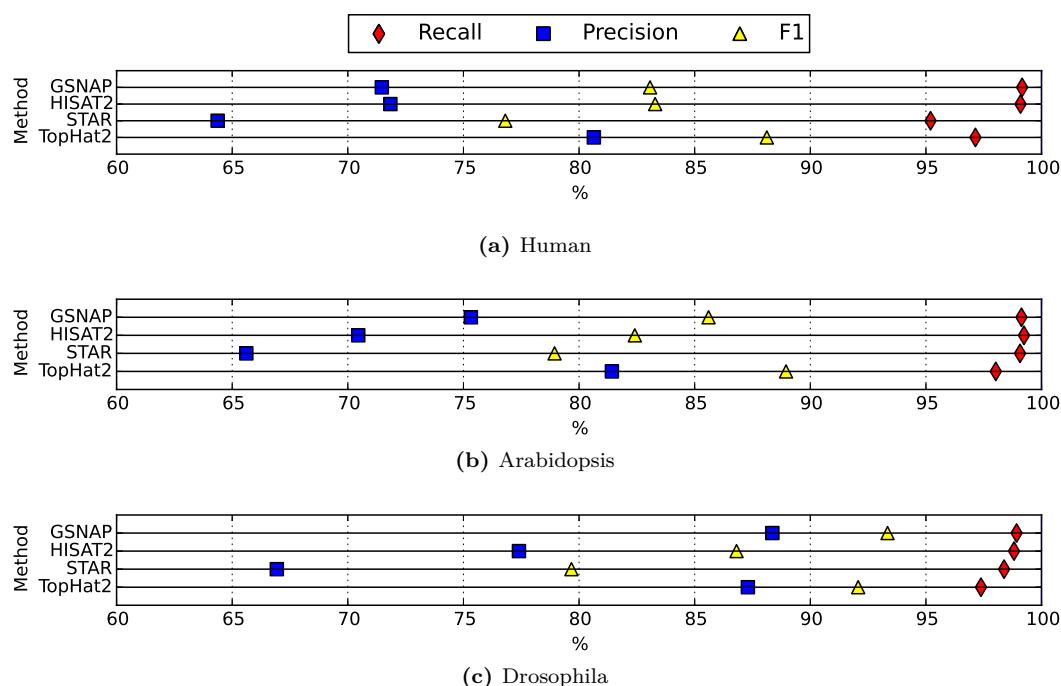 Recall Precision F1
Method
GSNAP
HISAT2
STAR
TopHat2
60 65 70 75 80 85 90 95 100
%
(a) Human
Method
GSNAP
HISAT2
STAR
TopHat2
60 65 70 75 80 85 90 95 100
%
(b) Arabidopsis
Method
GSNAP
HISAT2
STAR
TopHat2
60 65 70 75 80 85 90 95 100
%
(c) Drosophila